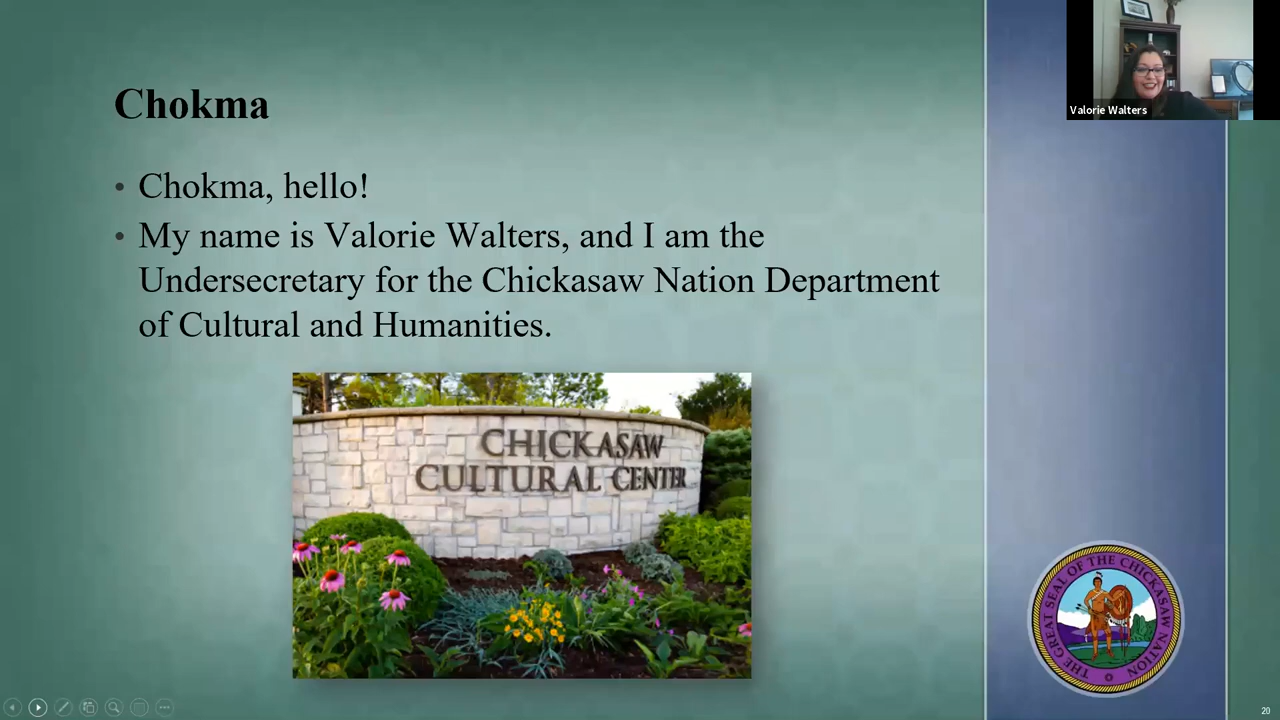 Chokma
• Chokma, hello!
• My name is Valorie Walters, and I am the
Undersecretary for the Chickasaw Nation Department
of Cultural and Humanities.
CHICKASAW
CULTURAL CENTER
Valorie Walters
THE GREAT SEAL OF THE CHICKASAW NATION
20